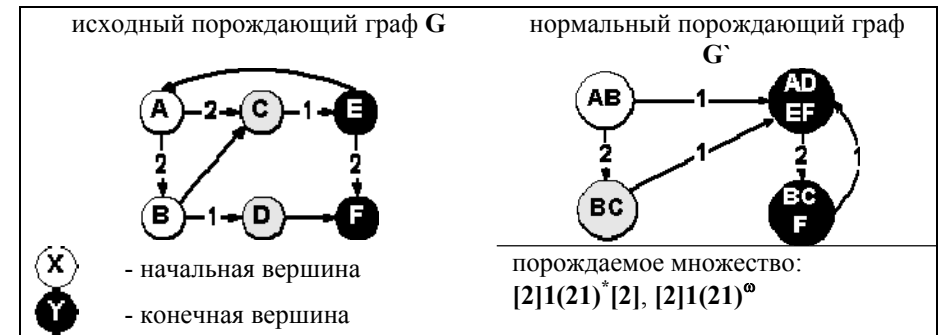 исходный порождающий граф G
нормальный порождающий граф
G`
A
2
C
1
E
2
2
B
1
D
F
AB
1
AD
EF
2
1
2
1
BC
BC
F
X
- начальная вершина
Y
- конечная вершина
порождаемое множество:
[2]1(21)*[2], [2]1(21)ω